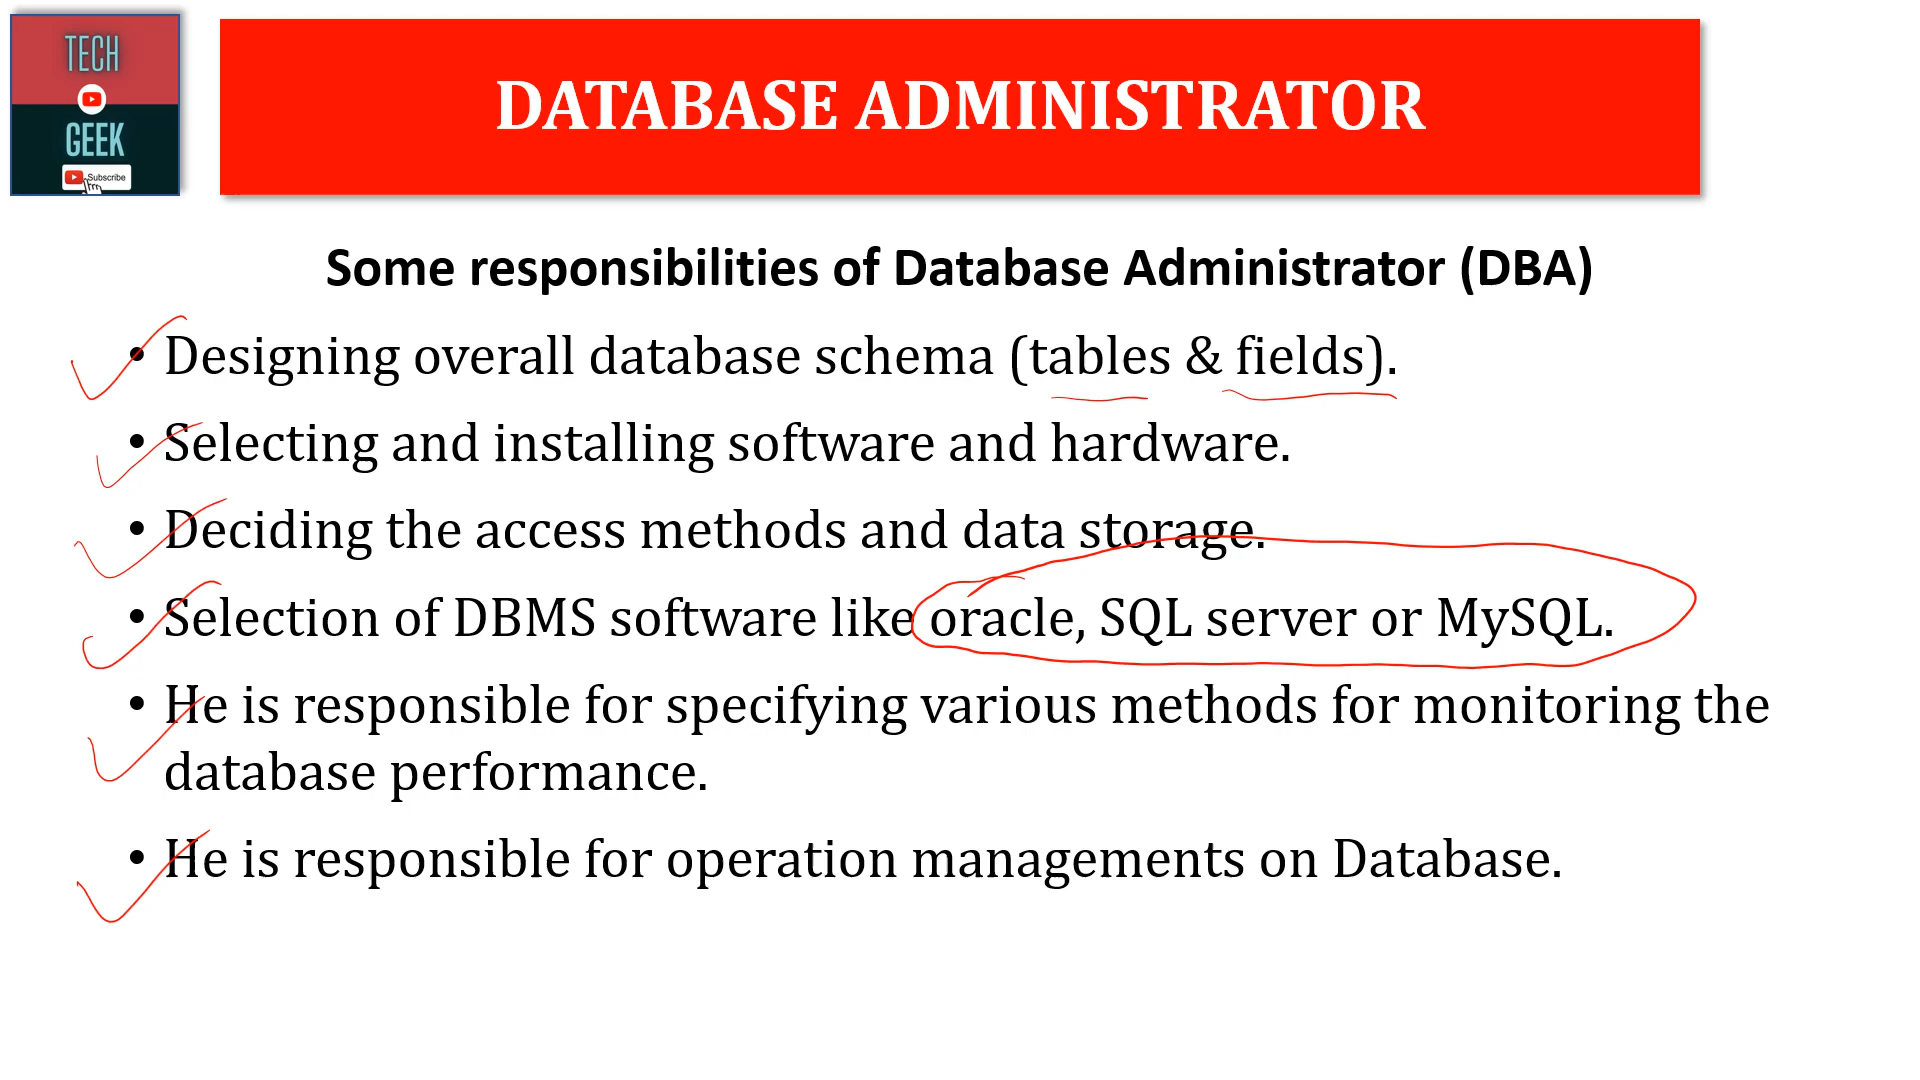 TECH
GEEK
Subscribe
DATABASE ADMINISTRATOR
Some responsibilities of Database Administrator (DBA)
• Designing overall database schema (tables & fields).
• Selecting and installing software and hardware.
• Deciding the access methods and data storage.
• Selection of DBMS software like oracle, SQL server or MySQL.
• He is responsible for specifying various methods for monitoring the
database performance.
• He is responsible for operation managements on Database.